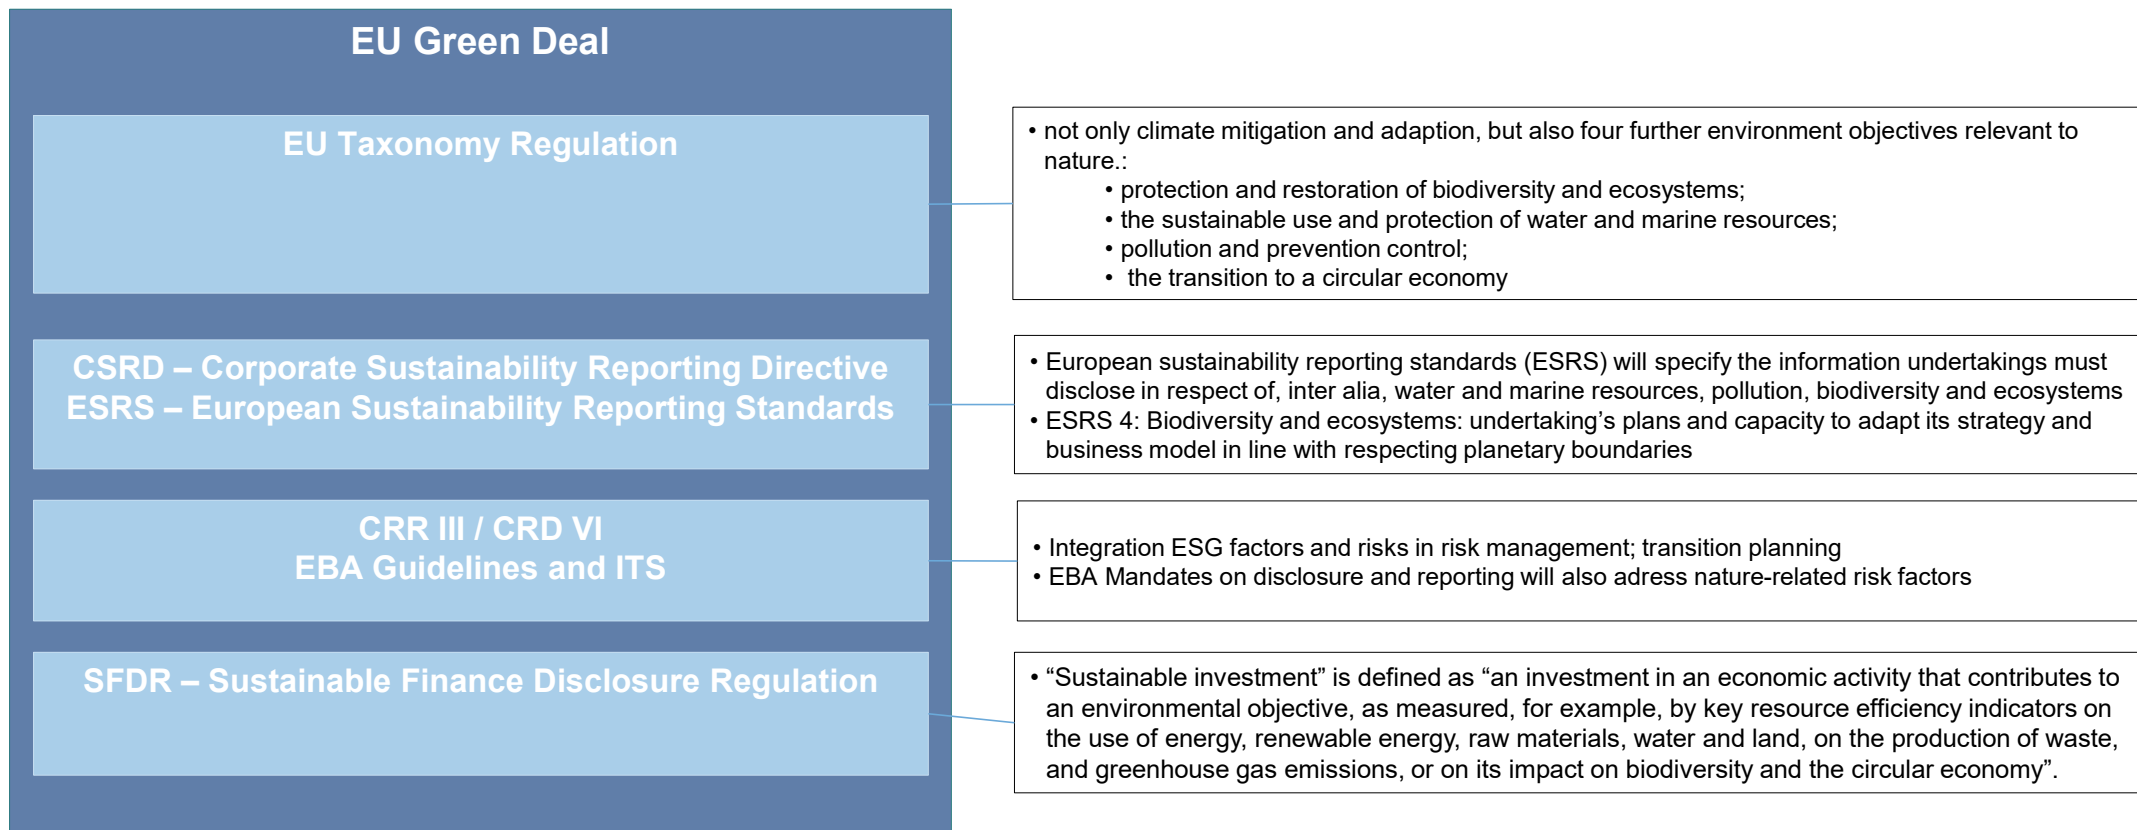 EU Green Deal
EU Taxonomy Regulation
• not only climate mitigation and adaption, but also four further environment objectives relevant to
nature.:
• protection and restoration of biodiversity and ecosystems;
• the sustainable use and protection of water and marine resources;
• pollution and prevention control;
• the transition to a circular economy
CSRD – Corporate Sustainability Reporting Directive
ESRS – European Sustainability Reporting Standards
• European sustainability reporting standards (ESRS) will specify the information undertakings must
disclose in respect of, inter alia, water and marine resources, pollution, biodiversity and ecosystems
• ESRS 4: Biodiversity and ecosystems: undertaking’s plans and capacity to adapt its strategy and
business model in line with respecting planetary boundaries
CRR III / CRD VI
EBA Guidelines and ITS
• Integration ESG factors and risks in risk management; transition planning
• EBA Mandates on disclosure and reporting will also adress nature-related risk factors
SFDR – Sustainable Finance Disclosure Regulation
• “Sustainable investment” is defined as “an investment in an economic activity that contributes to
an environmental objective, as measured, for example, by key resource efficiency indicators on
the use of energy, renewable energy, raw materials, water and land, on the production of waste,
and greenhouse gas emissions, or on its impact on biodiversity and the circular economy”.